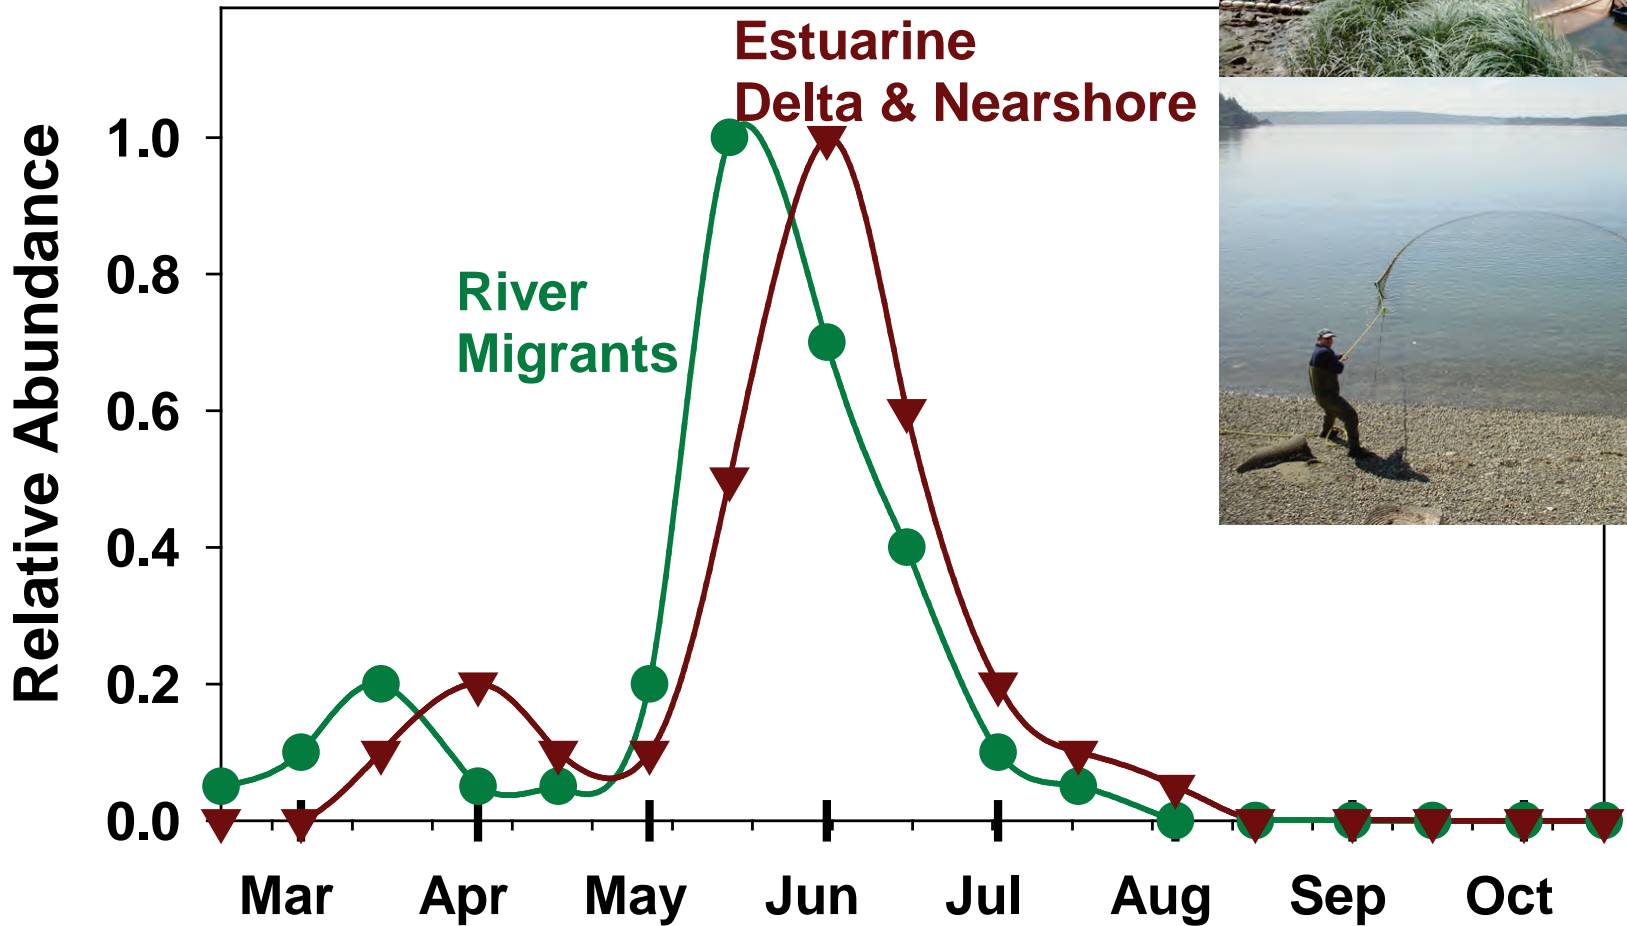 Estuarine
Delta & Nearshore
River
Migrants
Relative Abundance
1.0
0.8
0.6
0.4
0.2
0.0
Mar Apr May Jun Jul Aug Sep Oct